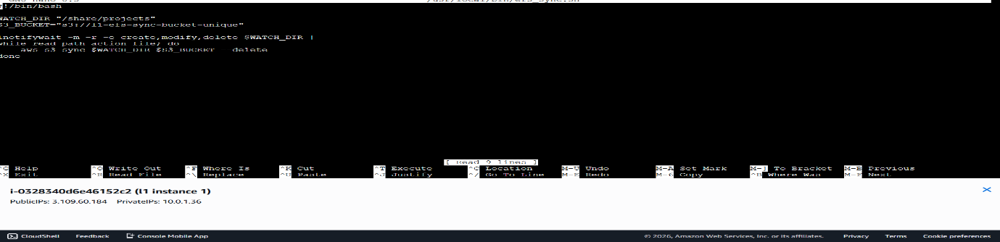 GNU nano 8.3 /usr/local/bin/efs_sync.sh
#!/bin/bash
WATCH_DIR "/share/projects"
S3_BUCKET="s3://l1-efs-sync-bucket-unique"
inotifywait -m -r -e create,modify,delete $WATCH_DIR |
while read path action file; do
aws s3 sync $WATCH_DIR $S3_BUCKET --delete
done
[ Read 9 lines ]
^G Help ^O Write Out ^F Where Is ^K Cut ^T Execute ^C Location M-U Undo M-A Set Mark M-] To Bracket M-B Previous
^X Exit ^R Read File ^\ Replace ^U Paste ^J Justify ^/ Go To Line M-E Redo M-6 Copy ^B Where Was M-F Next
i-0328340d6e46152c2 (l1 instance 1)
PublicIPs: 3.109.60.184 PrivateIPs: 10.0.1.36
CloudShell Feedback Console Mobile App © 2026, Amazon Web Services, Inc. or its affiliates. Privacy Terms Cookie preferences